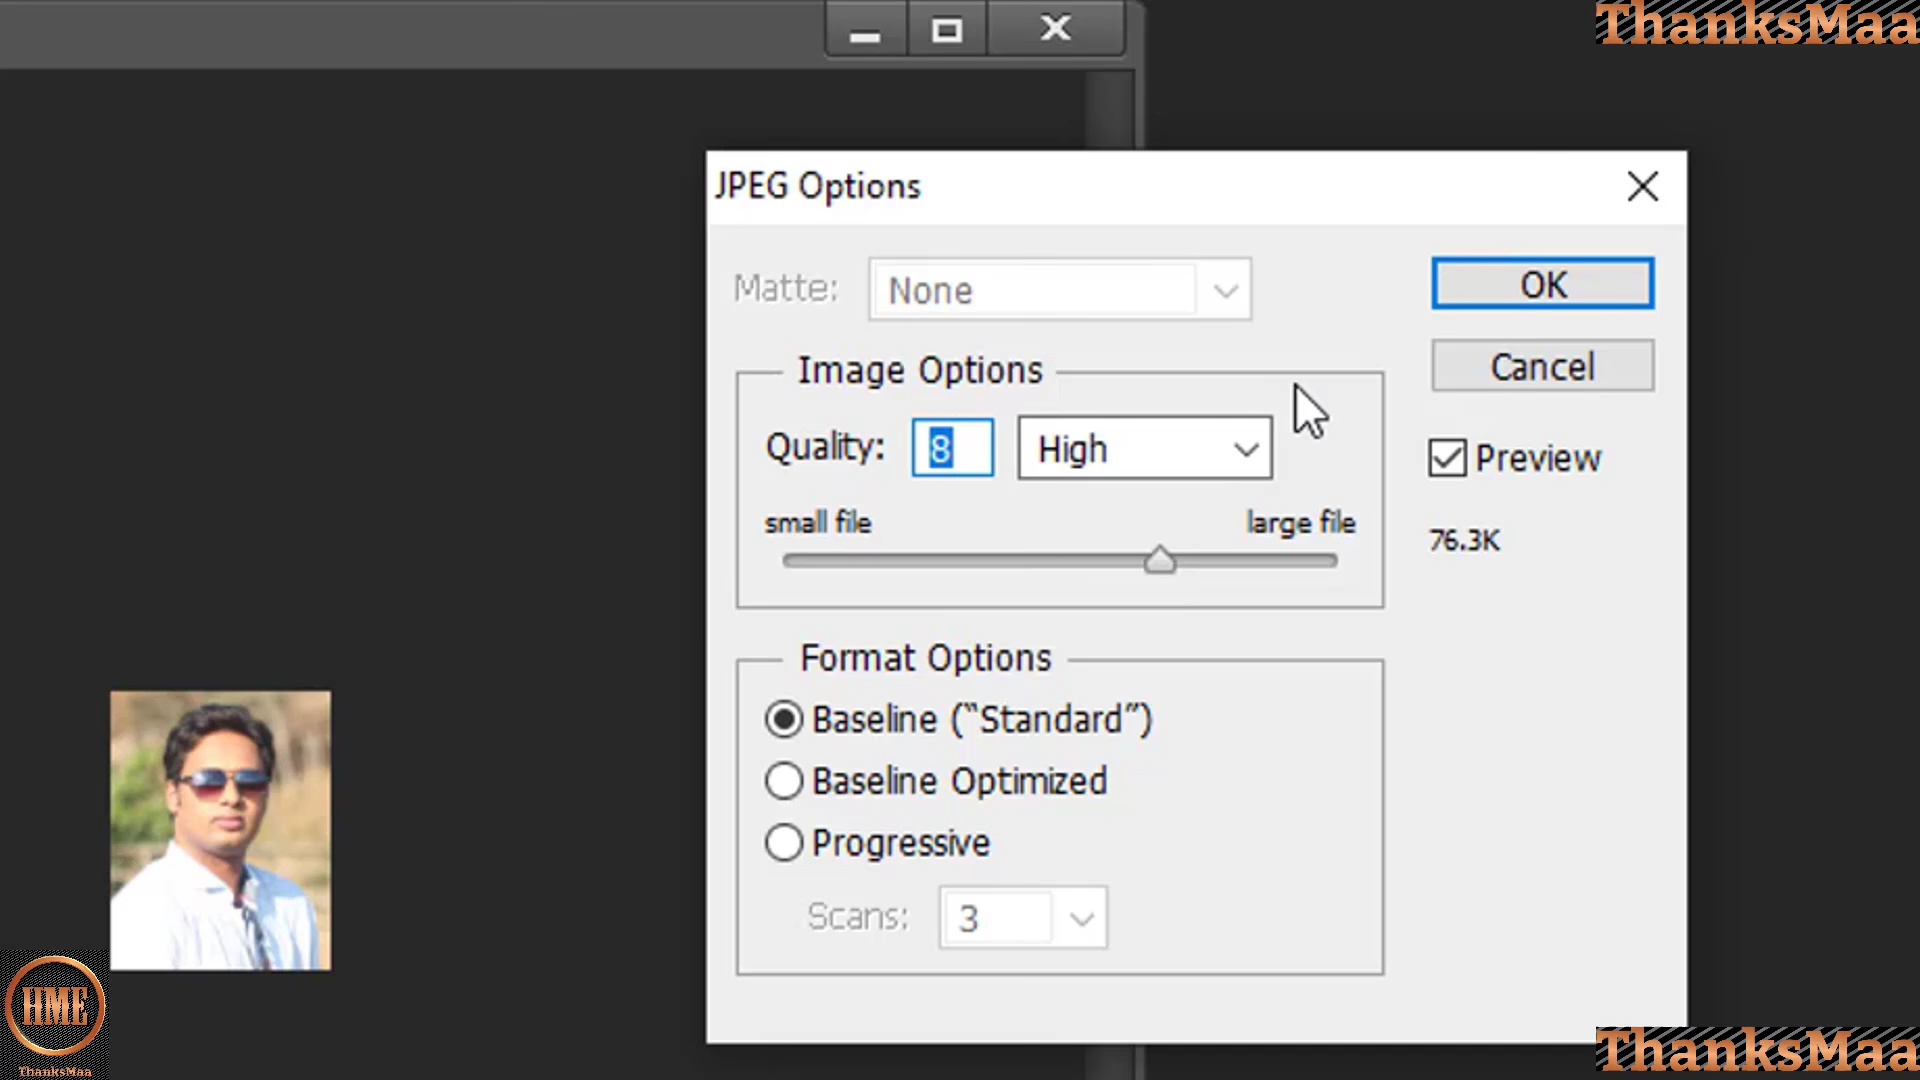 ThanksMaa
JPEG Options
Matte: None
OK
Cancel
Image Options
Quality: 8 High
Preview
small file large file
76.3K
Format Options
Baseline (“Standard”)
Baseline Optimized
Progressive
Scans: 3
HME
ThanksMaa
ThanksMaa